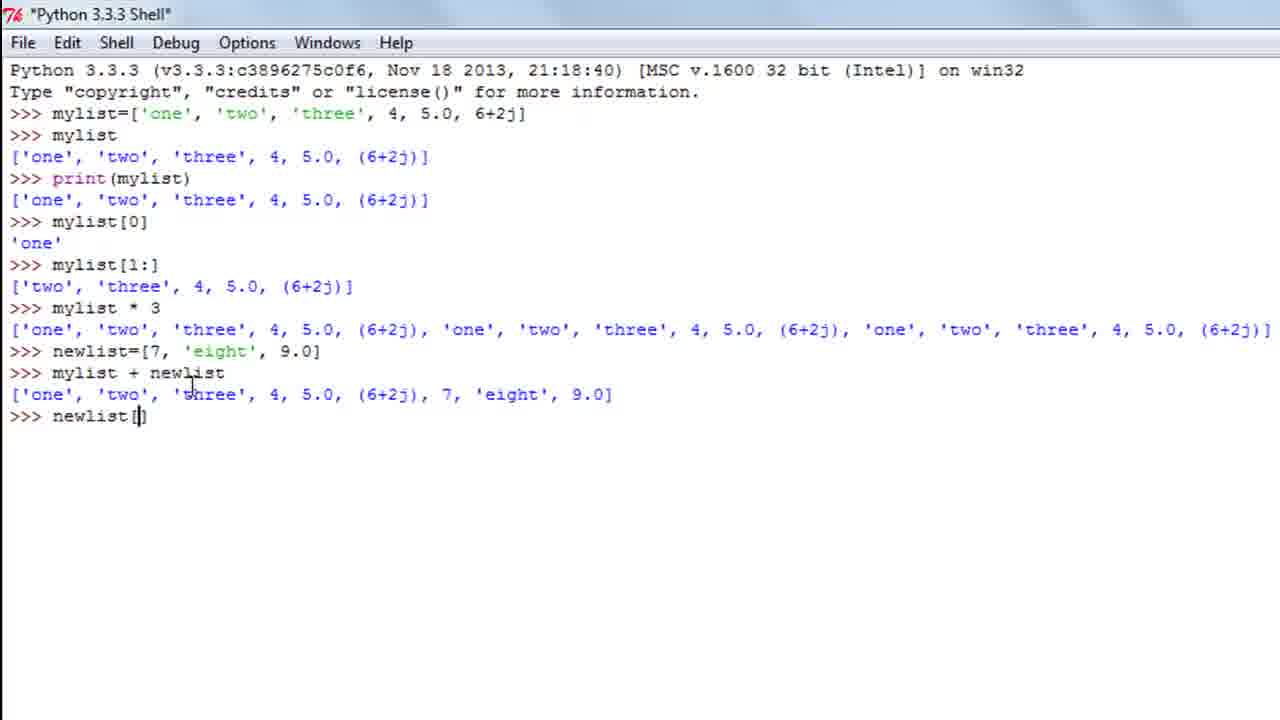 *Python 3.3.3 Shell*
File Edit Shell Debug Options Windows Help
Python 3.3.3 (v3.3.3:c3896275c0f6, Nov 18 2013, 21:18:40) [MSC v.1600 32 bit (Intel)] on win32
Type "copyright", "credits" or "license()" for more information.
>>> mylist=['one', 'two', 'three', 4, 5.0, 6+2j]
>>> mylist
['one', 'two', 'three', 4, 5.0, (6+2j)]
>>> print(mylist)
['one', 'two', 'three', 4, 5.0, (6+2j)]
>>> mylist[0]
'one'
>>> mylist[1:]
['two', 'three', 4, 5.0, (6+2j)]
>>> mylist * 3
['one', 'two', 'three', 4, 5.0, (6+2j), 'one', 'two', 'three', 4, 5.0, (6+2j), 'one', 'two', 'three', 4, 5.0, (6+2j)]
>>> newlist=[7, 'eight', 9.0]
>>> mylist + newlist
['one', 'two', 'three', 4, 5.0, (6+2j), 7, 'eight', 9.0]
>>> newlist[]